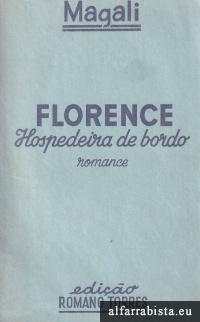 Magali
FLORENCE
Hospedeira de bordo
romance
edição
ROMANO TORRES
alfarrabista.eu